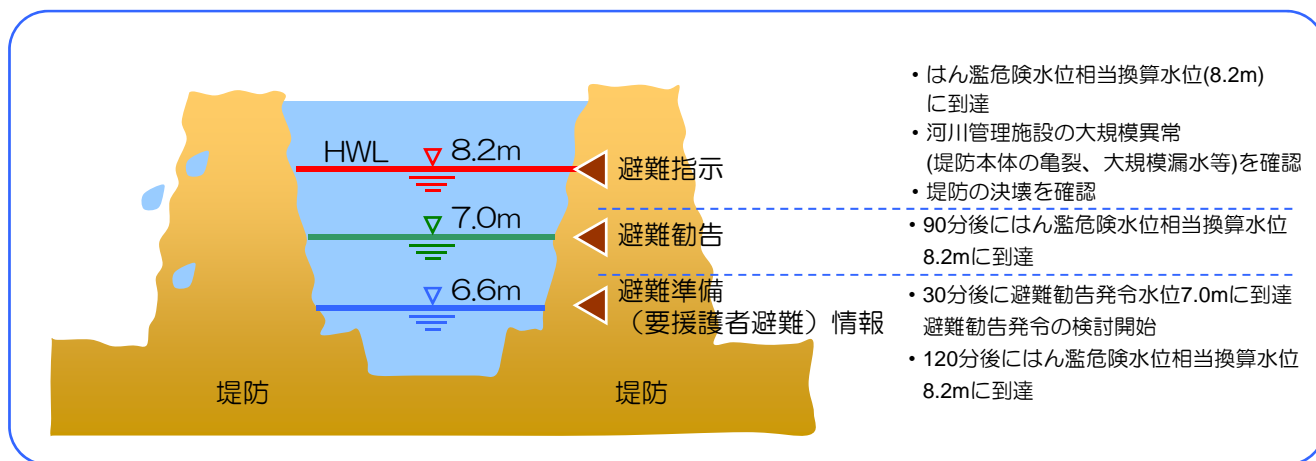 HWL
8.2m
避難指示
・はん濫危険水位相当換算水位(8.2m)
に到達
・河川管理施設の大規模異常
(堤防本体の亀裂、大規模漏水等)を確認
・堤防の決壊を確認
7.0m
避難勧告
・90分後にはん濫危険水位相当換算水位
8.2mに到達
6.6m
避難準備
（要援護者避難）情報
・30分後に避難勧告発令水位7.0mに到達
避難勧告発令の検討開始
・120分後にはん濫危険水位相当換算水位
8.2mに到達
堤防
堤防